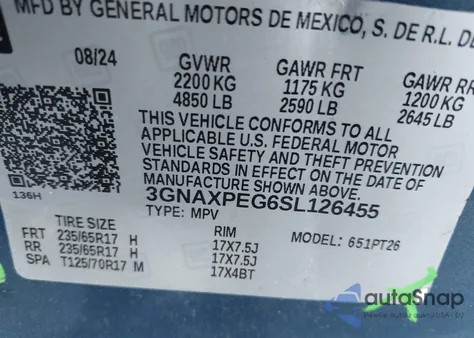 MFD BY GENERAL MOTORS DE MEXICO, S. DE R.L. DE
08/24
GVWR GAWR FRT GAWR RR
2200 KG 1175 KG 1200 KG
4850 LB 2590 LB 2645 LB
THIS VEHICLE CONFORMS TO ALL
APPLICABLE U.S. FEDERAL MOTOR
VEHICLE SAFETY AND THEFT PREVENTION
STANDARDS IN EFFECT ON THE DATE OF
MANUFACTURE SHOWN ABOVE.
3GNAXPEG6SL126455
136H
TYPE: MPV
TIRE SIZE RIM MODEL: 651PT26
FRT 235/65R17 H 17X7.5J
RR 235/65R17 H 17X7.5J
SPA T125/70R17 M 17X4BT
autoSnap